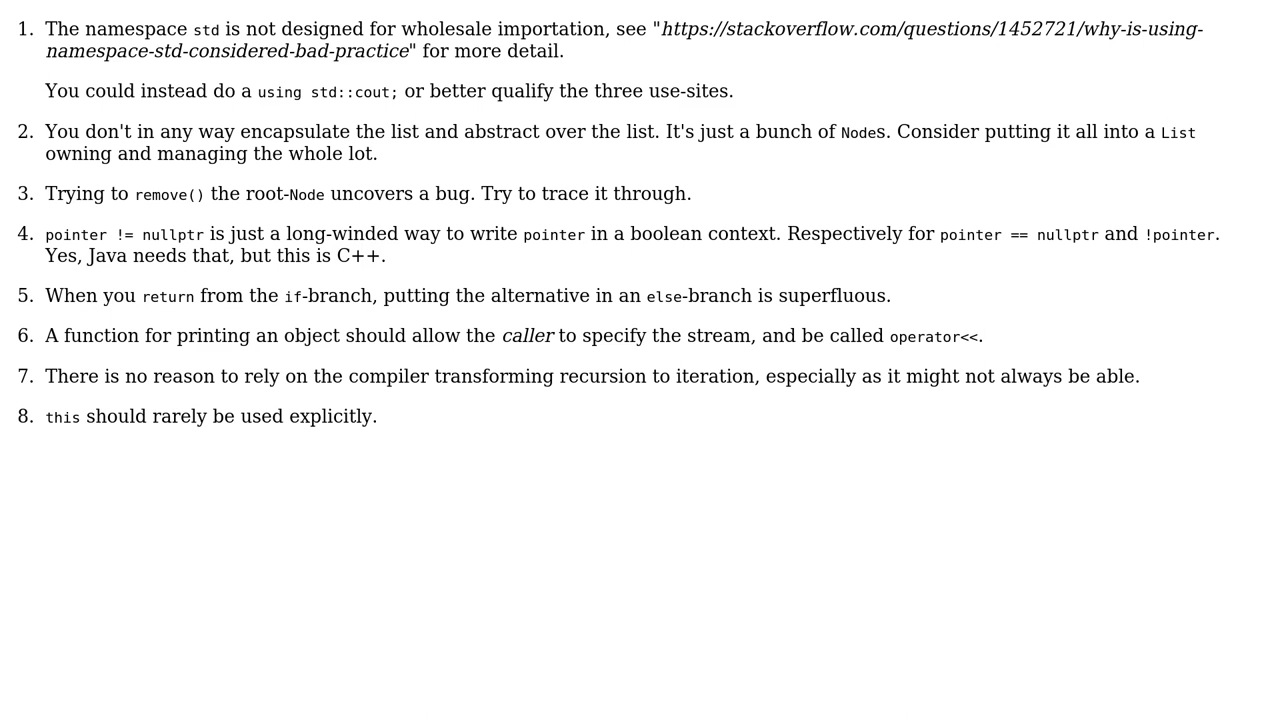 1. The namespace std is not designed for wholesale importation, see "https://stackoverflow.com/questions/1452721/why-is-using-
namespace-std-considered-bad-practice" for more detail.
You could instead do a using std::cout; or better qualify the three use-sites.
2. You don't in any way encapsulate the list and abstract over the list. It's just a bunch of Nodes. Consider putting it all into a List
owning and managing the whole lot.
3. Trying to remove() the root-Node uncovers a bug. Try to trace it through.
4. pointer != nullptr is just a long-winded way to write pointer in a boolean context. Respectively for pointer == nullptr and !pointer.
Yes, Java needs that, but this is C++.
5. When you return from the if-branch, putting the alternative in an else-branch is superfluous.
6. A function for printing an object should allow the caller to specify the stream, and be called operator<<.
7. There is no reason to rely on the compiler transforming recursion to iteration, especially as it might not always be able.
8. this should rarely be used explicitly.